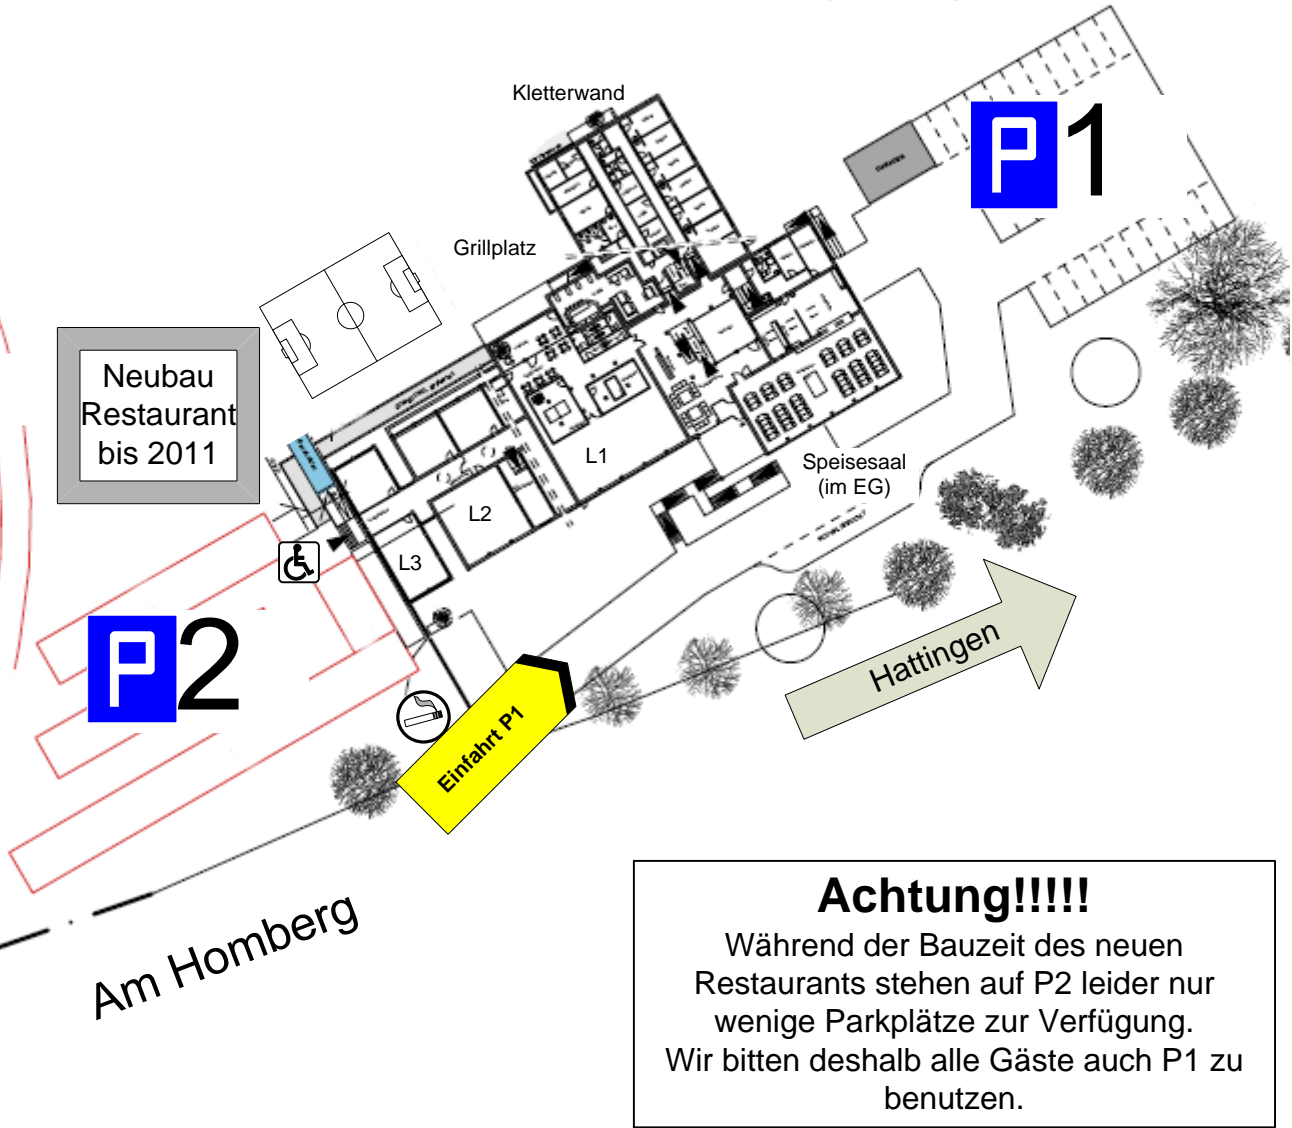 Kletterwand
P 1
Grillplatz
Neubau
Restaurant
bis 2011
L1
Speisesaal
(im EG)
L2
L3
P 2
Hattingen
Einfahrt P1
Am Homberg
Achtung!!!!!
Während der Bauzeit des neuen
Restaurants stehen auf P2 leider nur
wenige Parkplätze zur Verfügung.
Wir bitten deshalb alle Gäste auch P1 zu
benutzen.